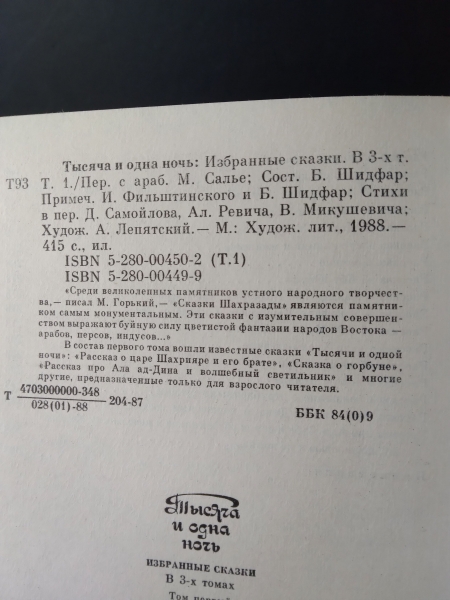 Тысяча и одна ночь: Избранные сказки. В 3-х т.
Т93 Т. 1./Пер. с араб. М. Салье; Сост. Б. Шидфар;
Примеч. И. Фильштинского и Б. Шидфар; Стихи
в пер. Д. Самойлова, Ал. Ревича, В. Микушевича;
Худож. А. Лепятский.— М.: Худож. лит., 1988.—
415 с., ил.
ISBN 5-280-00450-2 (Т.1)
ISBN 5-280-00449-9
«Среди великолепных памятников устного народного творчест-
ва,— писал М. Горький,— «Сказки Шахразады» являются памятни-
ком самым монументальным. Эти сказки с изумительным совершен-
ством выражают буйную силу цветистой фантазии народов Востока —
арабов, персов, индусов...»
В состав первого тома вошли известные сказки «Тысячи и одной
ночи»: «Рассказ о царе Шахрияре и его брате», «Сказка о горбуне»,
«Рассказ про Ала ад-Дина и волшебный светильник» и многие
другие, предназначенные только для взрослого читателя.
Т 4703000000-348
028(01)-88 204-87
ББК 84(0)9
Тысяча
и одна
ночь
ИЗБРАННЫЕ СКАЗКИ
В 3-х томах
Том первый